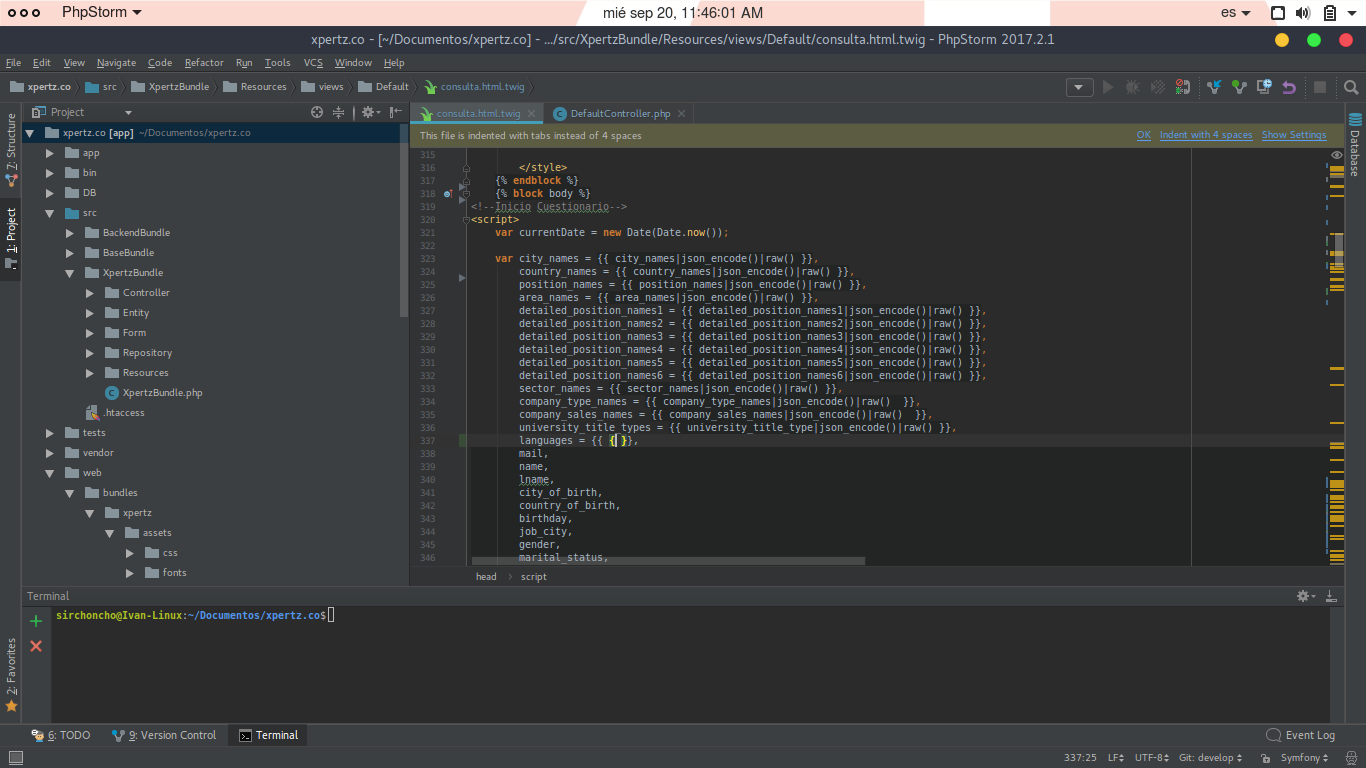 PhpStorm
mié sep 20, 11:46:01 AM
es
xpertz.co - [~/Documentos/xpertz.co] - .../src/XpertzBundle/Resources/views/Default/consulta.html.twig - PhpStorm 2017.2.1
File Edit View Navigate Code Refactor Run Tools VCS Window Help
xpertz.co src XpertzBundle Resources views Default consulta.html.twig
Project
consulta.html.twig DefaultController.php
This file is indented with tabs instead of 4 spaces
OK Indent with 4 spaces Show Settings
7: Structure
1: Project
2: Favorites
Database
xpertz.co [app] ~/Documentos/xpertz.co
app
bin
DB
src
BackendBundle
BaseBundle
XpertzBundle
Controller
Entity
Form
Repository
Resources
XpertzBundle.php
.htaccess
tests
vendor
web
bundles
xpertz
assets
css
fonts
315
316 </style>
317 {% endblock %}
318 {% block body %}
319 <!--Inicio Cuestionario-->
320 <script>
321 var currentDate = new Date(Date.now());
322
323 var city_names = {{ city_names|json_encode()|raw() }},
324 country_names = {{ country_names|json_encode()|raw() }},
325 position_names = {{ position_names|json_encode()|raw() }},
326 area_names = {{ area_names|json_encode()|raw() }},
327 detailed_position_names1 = {{ detailed_position_names1|json_encode()|raw() }},
328 detailed_position_names2 = {{ detailed_position_names2|json_encode()|raw() }},
329 detailed_position_names3 = {{ detailed_position_names3|json_encode()|raw() }},
330 detailed_position_names4 = {{ detailed_position_names4|json_encode()|raw() }},
331 detailed_position_names5 = {{ detailed_position_names5|json_encode()|raw() }},
332 detailed_position_names6 = {{ detailed_position_names6|json_encode()|raw() }},
333 sector_names = {{ sector_names|json_encode()|raw() }},
334 company_type_names = {{ company_type_names|json_encode()|raw()  }},
335 company_sales_names = {{ company_sales_names|json_encode()|raw()  }},
336 university_title_types = {{ university_title_type|json_encode()|raw() }},
337 languages = {{ { }},
338 mail,
339 name,
340 lname,
341 city_of_birth,
342 country_of_birth,
343 birthday,
344 job_city,
345 gender,
346 marital_status,
head script
Terminal
sirchoncho@Ivan-Linux:~/Documentos/xpertz.co$
6: TODO 9: Version Control Terminal
Event Log
337:25 LF UTF-8 Git: develop Symfony